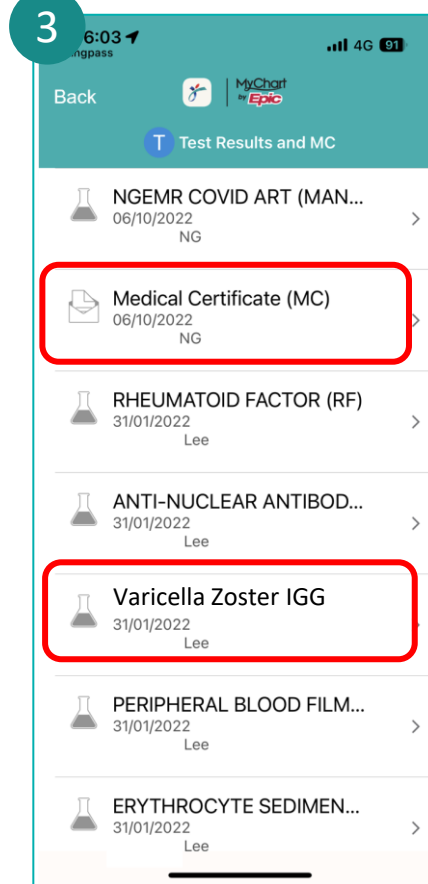 3
6:03
4G 91
Back
MyChart
by Epic
T Test Results and MC
NGEMR COVID ART (MAN...
06/10/2022
NG
Medical Certificate (MC)
06/10/2022
NG
RHEUMATOID FACTOR (RF)
31/01/2022
Lee
ANTI-NUCLEAR ANTIBOD...
31/01/2022
Lee
Varicella Zoster IGG
31/01/2022
Lee
PERIPHERAL BLOOD FILM...
31/01/2022
Lee
ERYTHROCYTE SEDIMEN...
31/01/2022
Lee